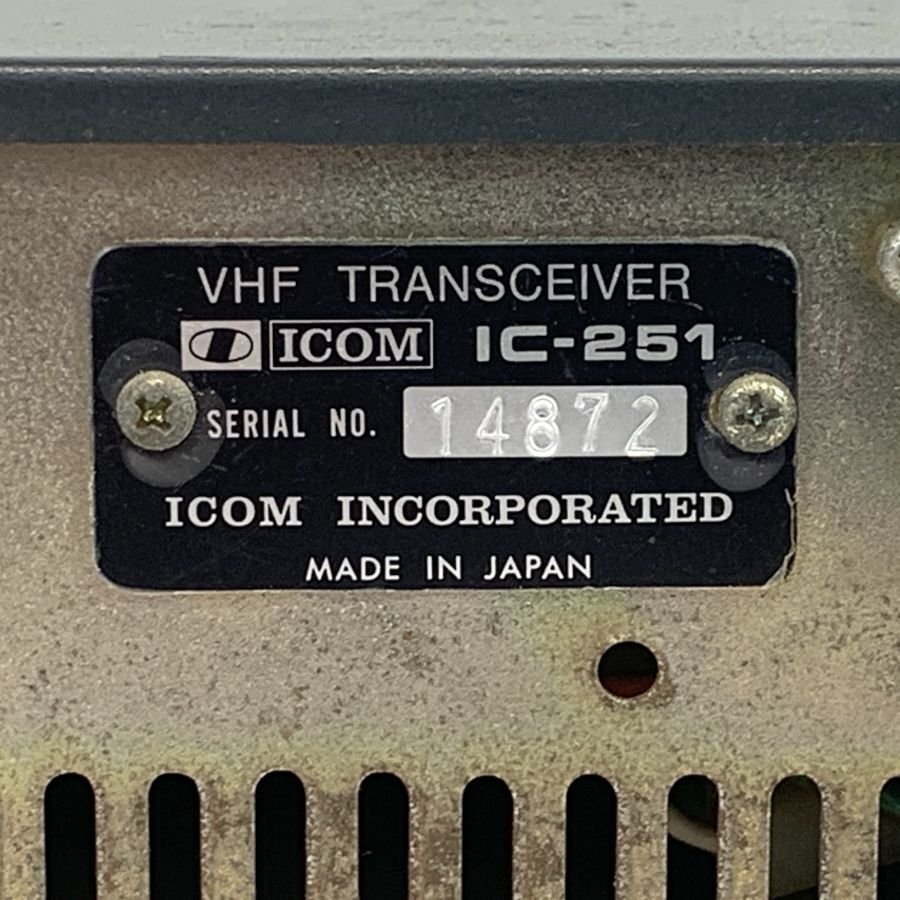 VHF TRANSCEIVER
ICOM IC-251
SERIAL NO. 14872
ICOM INCORPORATED
MADE IN JAPAN